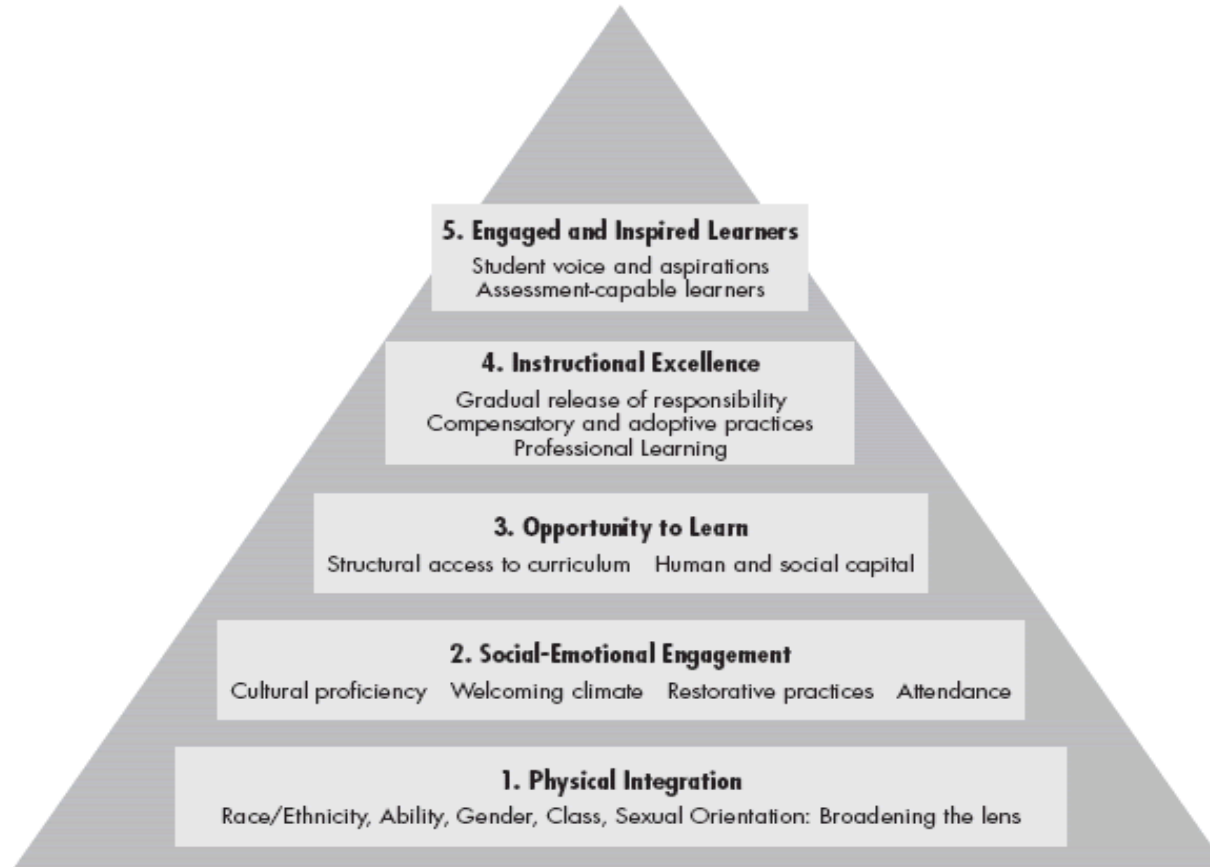 5. Engaged and Inspired Learners
Student voice and aspirations
Assessment-capable learners
4. Instructional Excellence
Gradual release of responsibility
Compensatory and adoptive practices
Professional Learning
3. Opportunity to Learn
Structural access to curriculum Human and social capital
2. Social-Emotional Engagement
Cultural proficiency Welcoming climate Restorative practices Attendance
1. Physical Integration
Race/Ethnicity, Ability, Gender, Class, Sexual Orientation: Broadening the lens